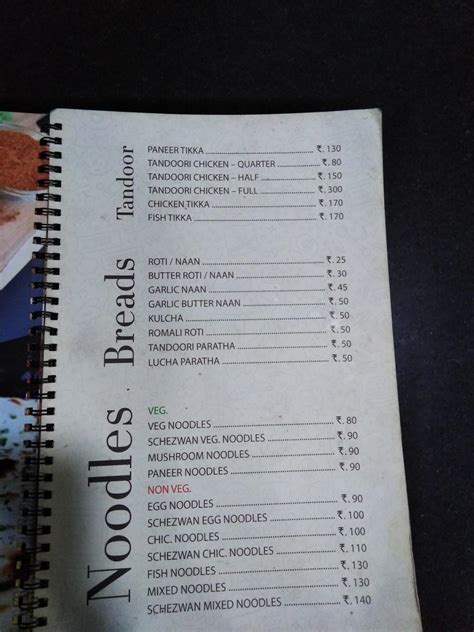 Tandoor
PANEER TIKKA ₹. 130
TANDOORI CHICKEN – QUARTER ₹. 80
TANDOORI CHICKEN – HALF ₹. 150
TANDOORI CHICKEN – FULL ₹. 300
CHICKEN TIKKA ₹. 170
FISH TIKKA ₹. 170
Breads
ROTI / NAAN ₹. 25
BUTTER ROTI / NAAN ₹. 30
GARLIC NAAN ₹. 45
GARLIC BUTTER NAAN ₹. 50
KULCHA ₹. 50
ROMALI ROTI ₹. 50
TANDOORI PARATHA ₹. 50
LUCHA PARATHA ₹. 50
Noodles
VEG.
VEG NOODLES ₹. 80
SCHEZWAN VEG. NOODLES ₹. 90
MUSHROOM NOODLES ₹. 90
PANEER NOODLES ₹. 90
NON VEG.
EGG NOODLES ₹. 90
SCHEZWAN EGG NOODLES ₹. 100
CHIC. NOODLES ₹. 100
SCHEZWAN CHIC. NOODLES ₹. 110
FISH NOODLES ₹. 130
MIXED NOODLES ₹. 130
SCHEZWAN MIXED NOODLES ₹. 140